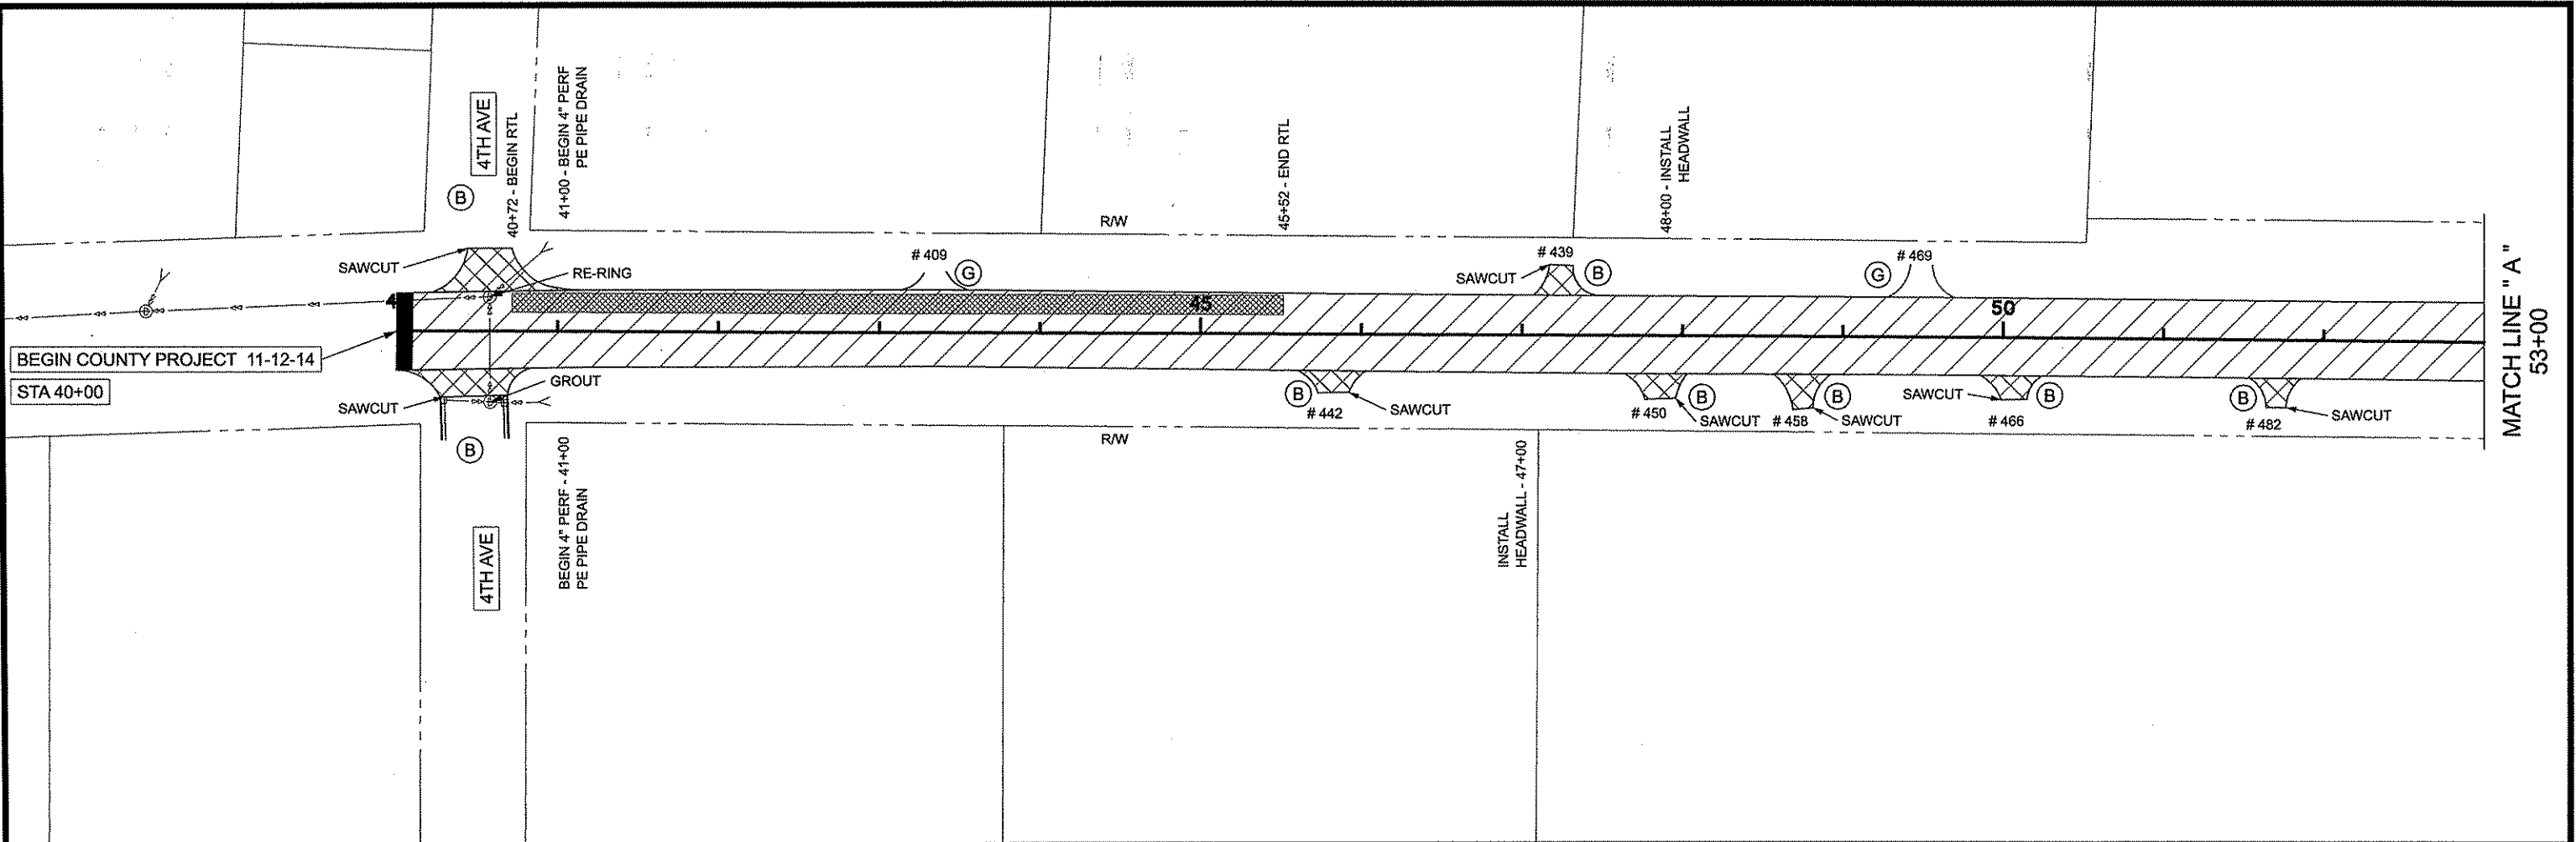 4TH AVE
B
40+72 - BEGIN RTL
41+00 - BEGIN 4" PERF
PE PIPE DRAIN
R/W
45+52 - END RTL
48+00 - INSTALL
HEADWALL
SAWCUT
RE-RING
# 409
G
SAWCUT
# 439
B
G
# 469
4
45
50
BEGIN COUNTY PROJECT 11-12-14
STA 40+00
MATCH LINE " A "
53+00
GROUT
SAWCUT
B
B
# 442
SAWCUT
# 450
B
SAWCUT
# 458
B
SAWCUT
SAWCUT
# 466
B
B
# 482
SAWCUT
R/W
4TH AVE
BEGIN 4" PERF - 41+00
PE PIPE DRAIN
INSTALL
HEADWALL - 47+00